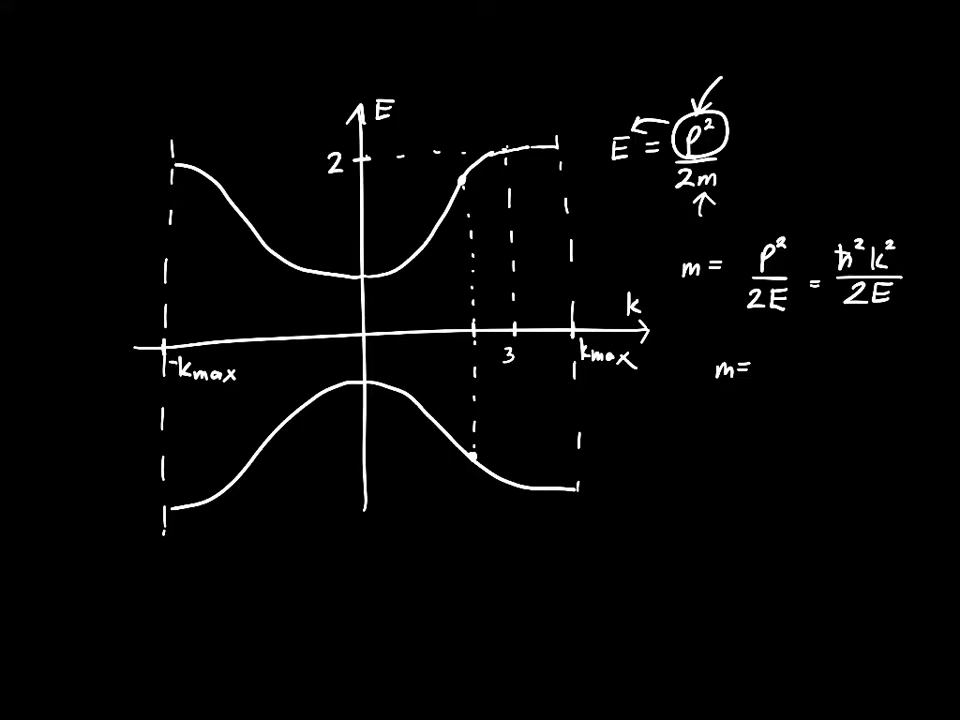 E
2
k
3
-kmax
kmax
E = p²/2m
m = p²/2E = ħ²k²/2E
m =